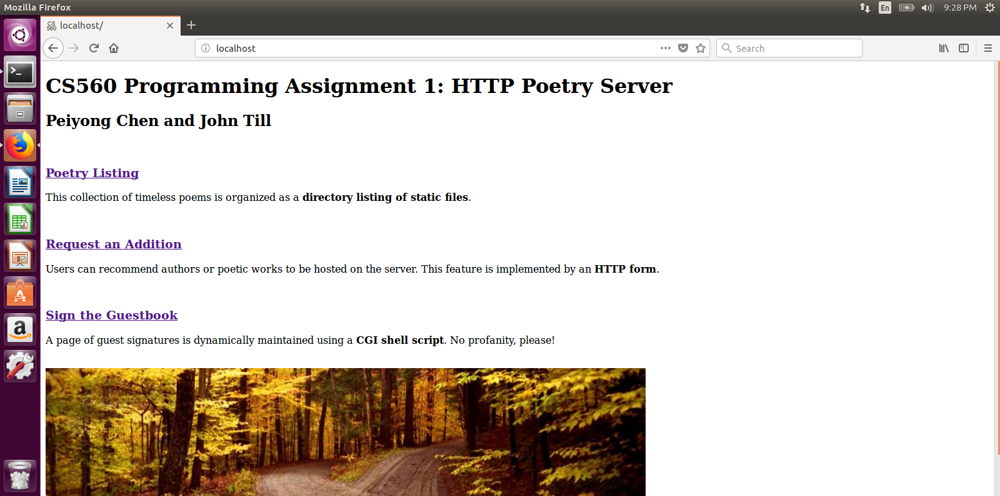 Mozilla Firefox
En
9:28 PM
CS
560
localhost/
localhost
Search
CS560 Programming Assignment 1: HTTP Poetry Server
Peiyong Chen and John Till
Poetry Listing
This collection of timeless poems is organized as a directory listing of static files.
Request an Addition
Users can recommend authors or poetic works to be hosted on the server. This feature is implemented by an HTTP form.
Sign the Guestbook
A page of guest signatures is dynamically maintained using a CGI shell script. No profanity, please!